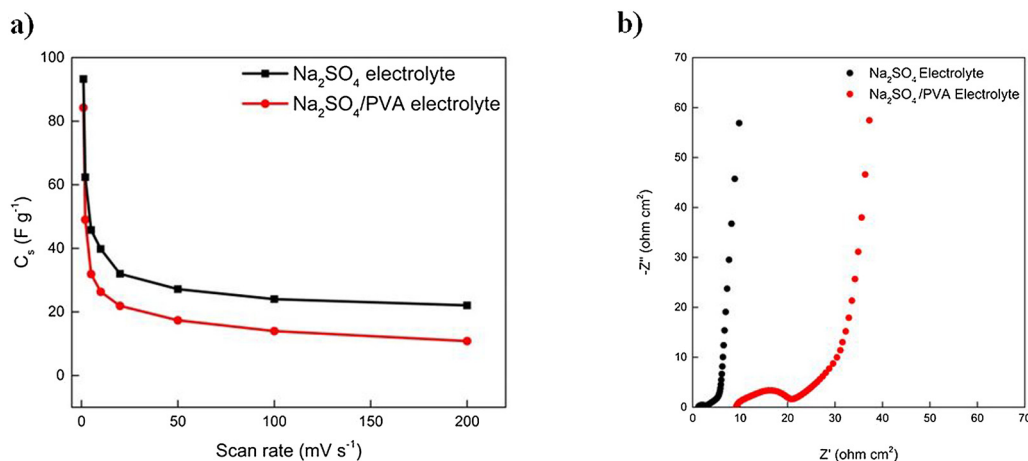 a)
100
80
60
40
20
0
C_s (F g⁻¹)
Na₂SO₄ electrolyte
Na₂SO₄/PVA electrolyte
0 50 100 150 200
Scan rate (mV s⁻¹)
b)
70
60
50
40
30
20
10
0
-Z'' (ohm cm²)
Na₂SO₄ Electrolyte
Na₂SO₄ /PVA Electrolyte
0 10 20 30 40 50 60 70
Z' (ohm cm²)